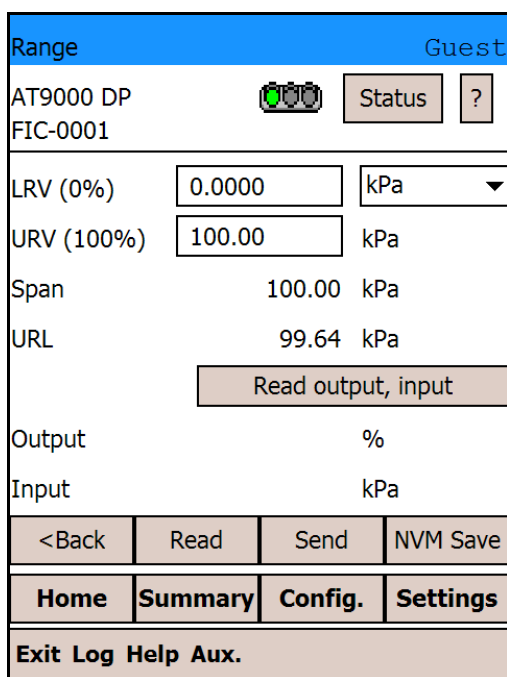 Range Guest
AT9000 DP Status ?
FIC-0001
LRV (0%) 0.0000 kPa
URV (100%) 100.00 kPa
Span 100.00 kPa
URL 99.64 kPa
Read output, input
Output %
Input kPa
<Back Read Send NVM Save
Home Summary Config. Settings
Exit Log Help Aux.